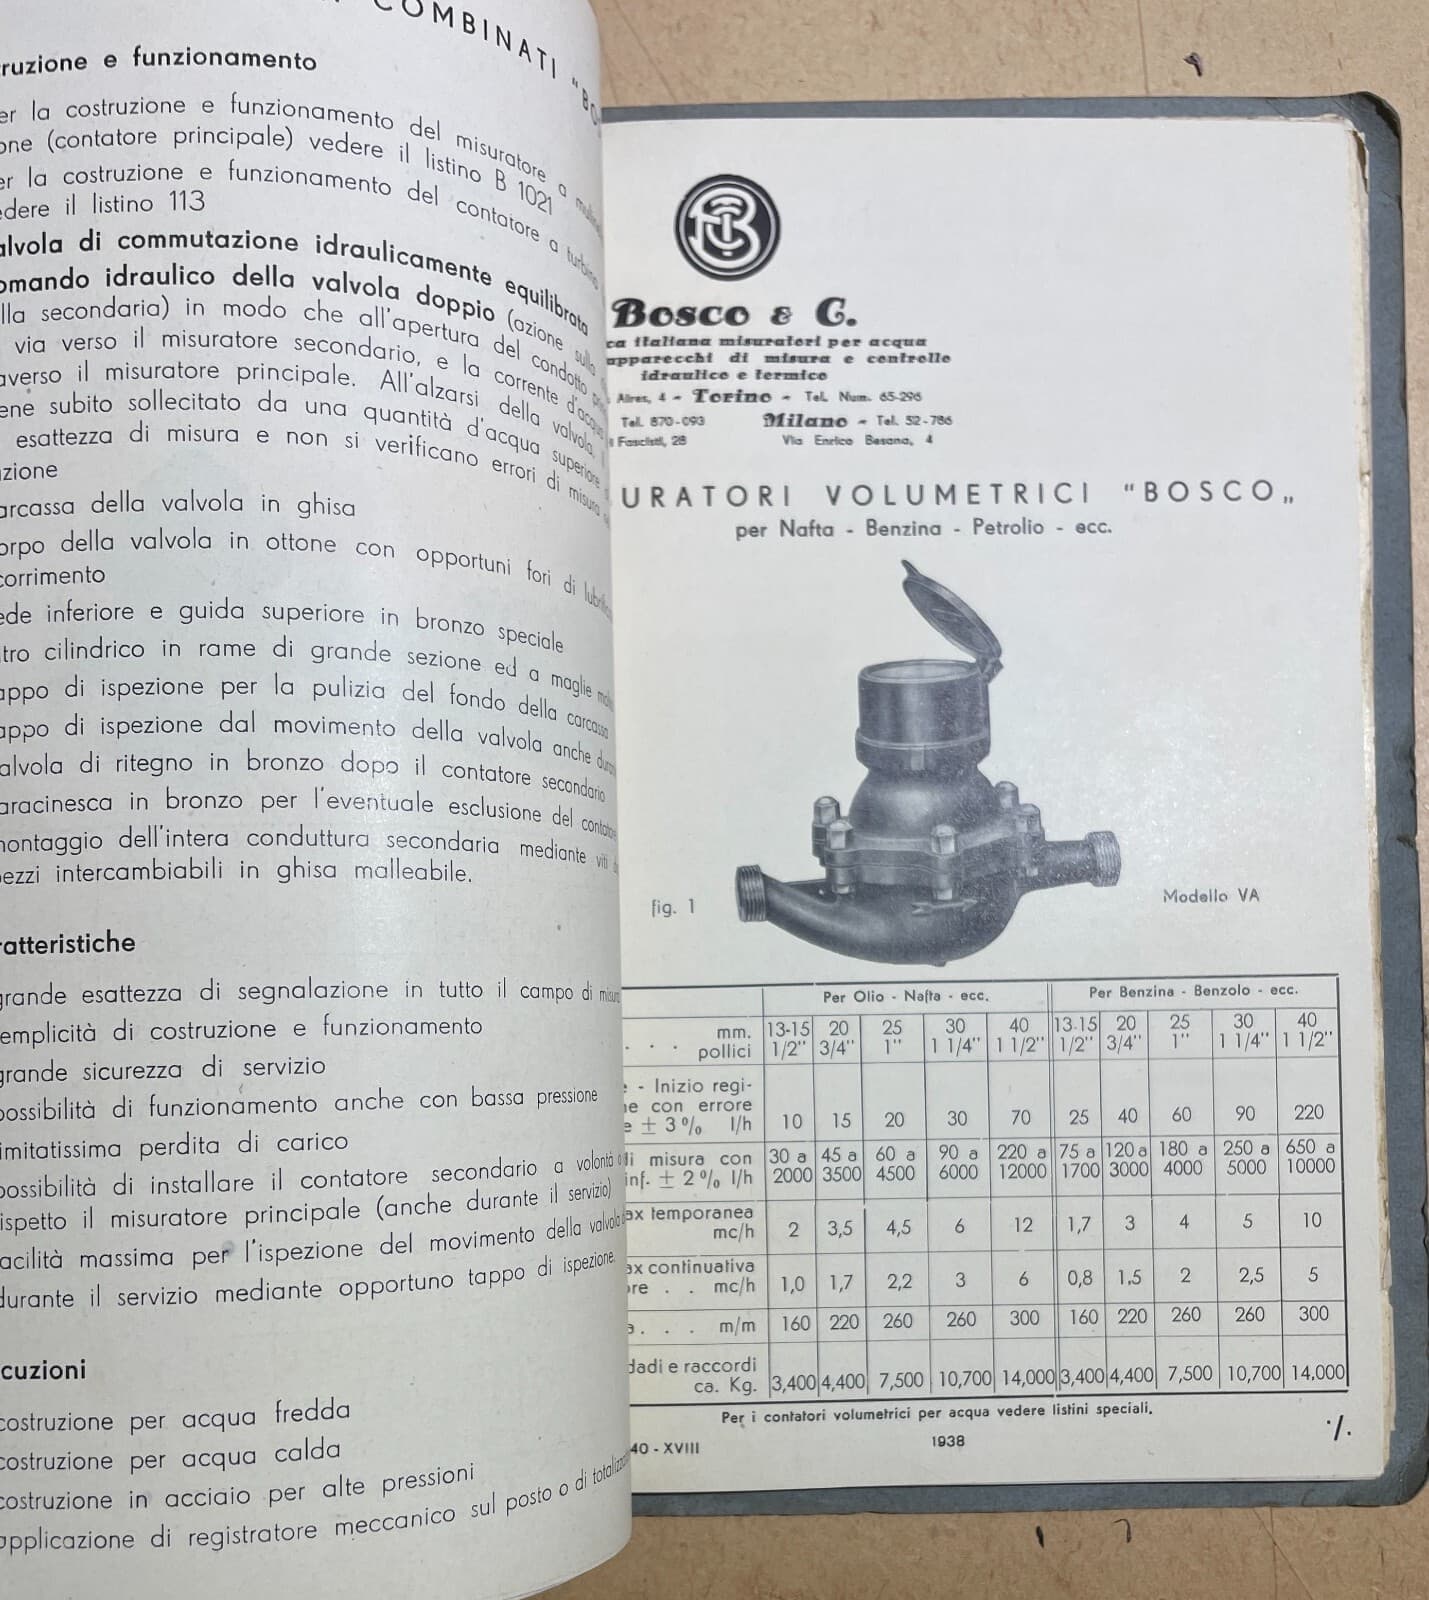 COMBINATI "BO
ruzione e funzionamento
er la costruzione e funzionamento del misuratore a
one (contatore principale) vedere il listino B 1021
er la costruzione e funzionamento del contatore a turbina
edere il listino 113
alvola di commutazione idraulicamente equilibrata
omando idraulico della valvola doppio (azione sulla
lla secondaria) in modo che all'apertura del condotto
via verso il misuratore secondario, e la corrente d'acqua
averso il misuratore principale. All'alzarsi della valvola,
ene subito sollecitato da una quantità d'acqua superiore
esattezza di misura e non si verificano errori di misura
zione
arcassa della valvola in ghisa
orpo della valvola in ottone con opportuni fori di
corrimento
ede inferiore e guida superiore in bronzo speciale
tro cilindrico in rame di grande sezione ed a maglie
appo di ispezione per la pulizia del fondo della carcassa
appo di ispezione dal movimento della valvola anche
alvola di ritegno in bronzo dopo il contatore secondario
aracinesca in bronzo per l'eventuale esclusione del
montaggio dell'intera conduttura secondaria mediante viti
pezzi intercambiabili in ghisa malleabile.
ratteristiche
grande esattezza di segnalazione in tutto il campo di
emplicità di costruzione e funzionamento
grande sicurezza di servizio
possibilità di funzionamento anche con bassa pressione
imitatissima perdita di carico
possibilità di installare il contatore secondario a volontà
ispetto il misuratore principale (anche durante il servizio)
acilità massima per l'ispezione del movimento della valvola
durante il servizio mediante opportuno tappo di ispezione.
cuzioni
costruzione per acqua fredda
costruzione per acqua calda
costruzione in acciaio per alte pressioni
applicazione di registratore meccanico sul posto o di
Bosco & C.
ca italiana misuratori per acqua
apparecchi di misura e controllo
idraulico e termico
Aires, 4 - Torino - Tel. Num. 65-296
Tel. 870-093 Milano - Tel. 52-786
Fascisti, 28 Via Enrico Besana, 4
URATORI VOLUMETRICI "BOSCO„
per Nafta - Benzina - Petrolio - ecc.
fig. 1
Modello VA
Per Olio - Nafta - ecc. Per Benzina - Benzolo - ecc.
mm. 13-15 20 25 30 40 13-15 20 25 30 40
. . . pollici 1/2" 3/4" 1" 1 1/4" 1 1/2" 1/2" 3/4" 1" 1 1/4" 1 1/2"
e - Inizio regi-
ne con errore
e ± 3% l/h 10 15 20 30 70 25 40 60 90 220
di misura con 30 a 45 a 60 a 90 a 220 a 75 a 120 a 180 a 250 a 650 a
inf. ± 2% l/h 2000 3500 4500 6000 12000 1700 3000 4000 5000 10000
ax temporanea
mc/h 2 3,5 4,5 6 12 1,7 3 4 5 10
ax continuativa
ore . . mc/h 1,0 1,7 2,2 3 6 0,8 1,5 2 2,5 5
a . . . m/m 160 220 260 260 300 160 220 260 260 300
dadi e raccordi
ca. Kg. 3,400 4,400 7,500 10,700 14,000 3,400 4,400 7,500 10,700 14,000
Per i contatori volumetrici per acqua vedere listini speciali.
40 - XVIII
1938
·/.